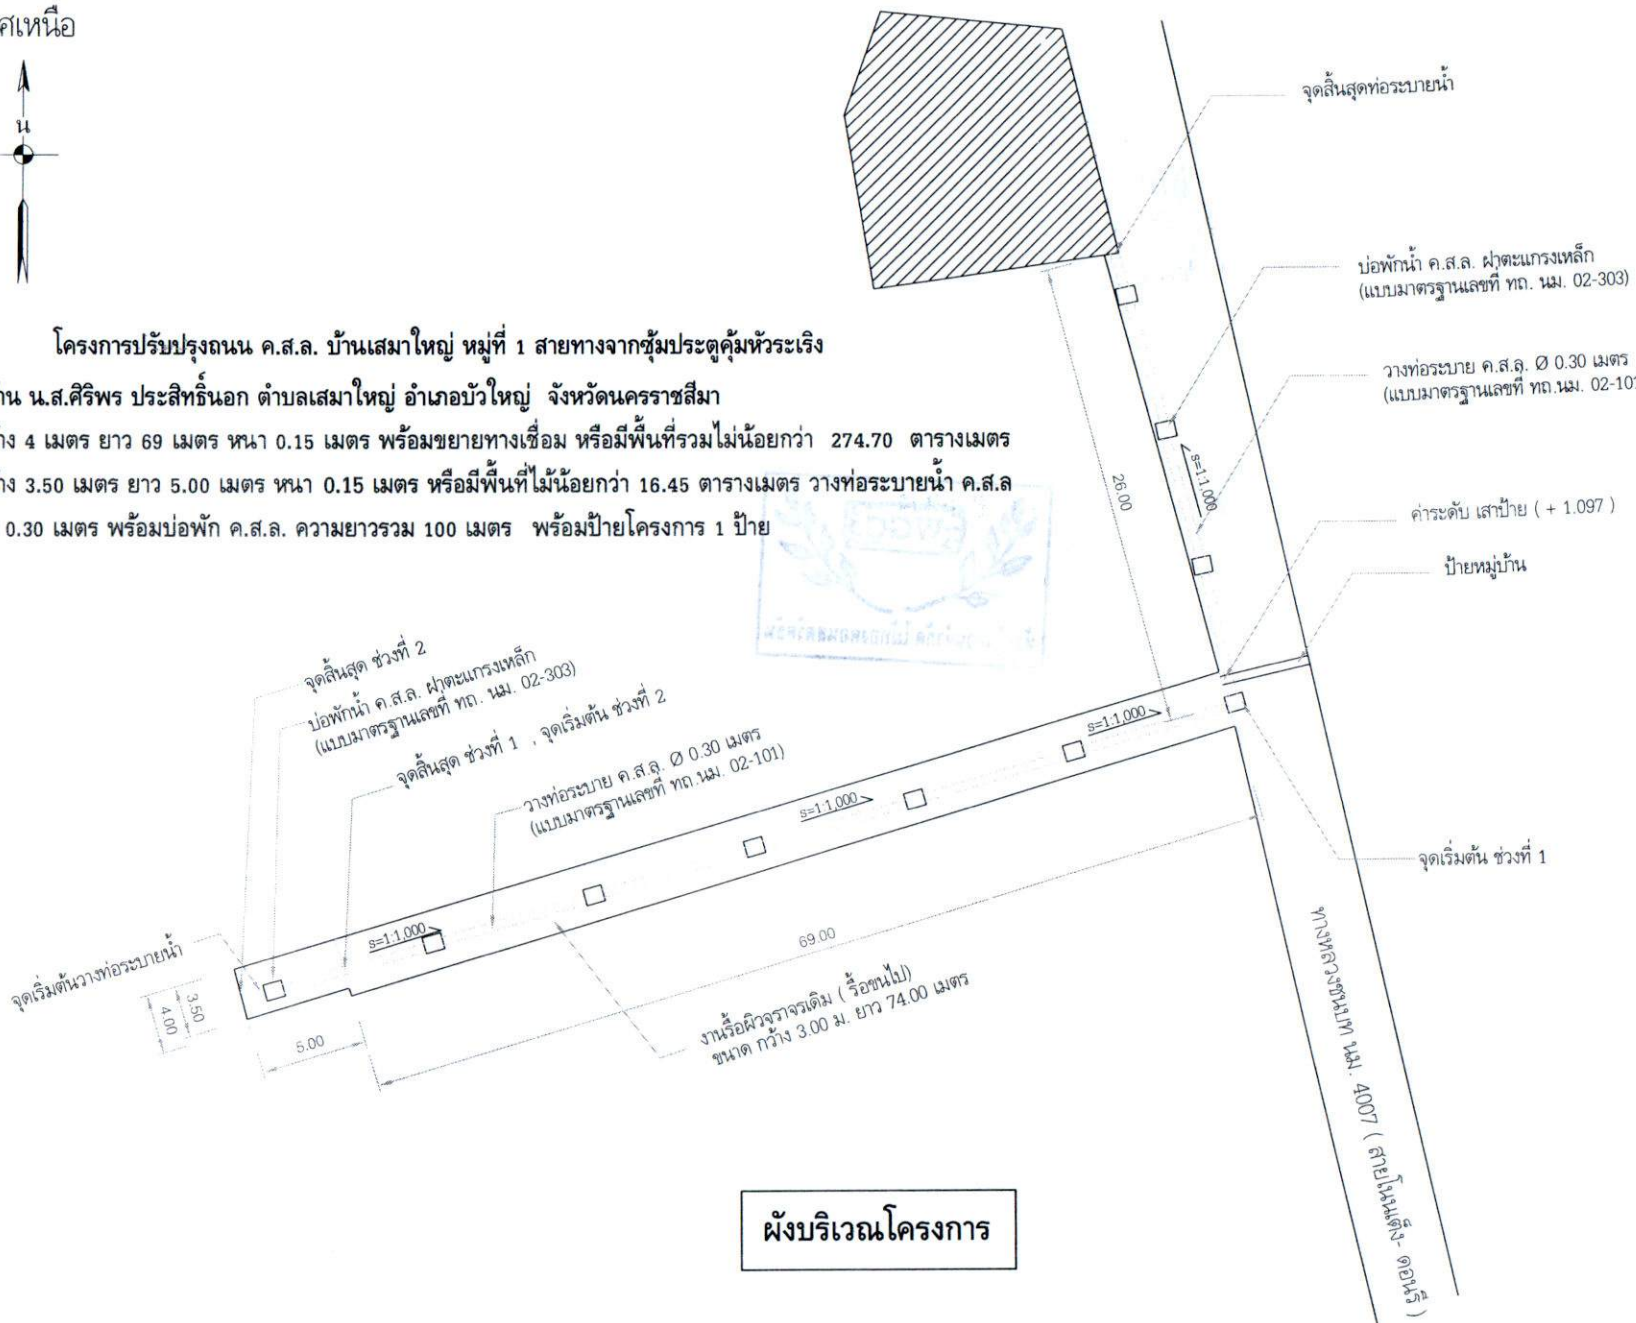 ศเหนือ
น
จุดสิ้นสุดท่อระบายน้ำ
บ่อพักน้ำ ค.ส.ล. ฝาตะแกรงเหล็ก
(แบบมาตรฐานเลขที่ ทถ. นม. 02-303)
โครงการปรับปรุงถนน ค.ส.ล. บ้านเสมาใหญ่ หมู่ที่ 1 สายทางจากซุ้มประตูคุ้มหัวระเริง
าน น.ส.ศิริพร ประสิทธิ์นอก ตำบลเสมาใหญ่ อำเภอบัวใหญ่ จังหวัดนครราชสีมา
าง 4 เมตร ยาว 69 เมตร หนา 0.15 เมตร พร้อมขยายทางเชื่อม หรือมีพื้นที่รวมไม่น้อยกว่า 274.70 ตารางเมตร
าง 3.50 เมตร ยาว 5.00 เมตร หนา 0.15 เมตร หรือมีพื้นที่ไม้น้อยกว่า 16.45 ตารางเมตร วางท่อระบายน้ำ ค.ส.ล
0.30 เมตร พร้อมบ่อพัก ค.ส.ล. ความยาวรวม 100 เมตร พร้อมป้ายโครงการ 1 ป้าย
วางท่อระบาย ค.ส.ล. Ø 0.30 เมตร
(แบบมาตรฐานเลขที่ ทถ.นม. 02-101
26.00
s=1:1,000
ค่าระดับ เสาป้าย ( + 1.097 )
ป้ายหมู่บ้าน
จุดสิ้นสุด ช่วงที่ 2
บ่อพักน้ำ ค.ส.ล. ฝาตะแกรงเหล็ก
(แบบมาตรฐานเลขที่ ทถ. นม. 02-303)
จุดสิ้นสุด ช่วงที่ 1 , จุดเริ่มต้น ช่วงที่ 2
วางท่อระบาย ค.ส.ล. Ø 0.30 เมตร
(แบบมาตรฐานเลขที่ ทถ.นม. 02-101)
s=1:1,000
s=1:1,000
s=1:1,000
จุดเริ่มต้น ช่วงที่ 1
จุดเริ่มต้นวางท่อระบายน้ำ
3.50
4.00
5.00
69.00
งานรื้อผิวจราจรเดิม ( รื้อขนไป)
ขนาด กว้าง 3.00 ม. ยาว 74.00 เมตร
ทางหลวงชนบท นม. 4007 ( สายโนนเต็ง- ดอนรี )
ผังบริเวณโครงการ